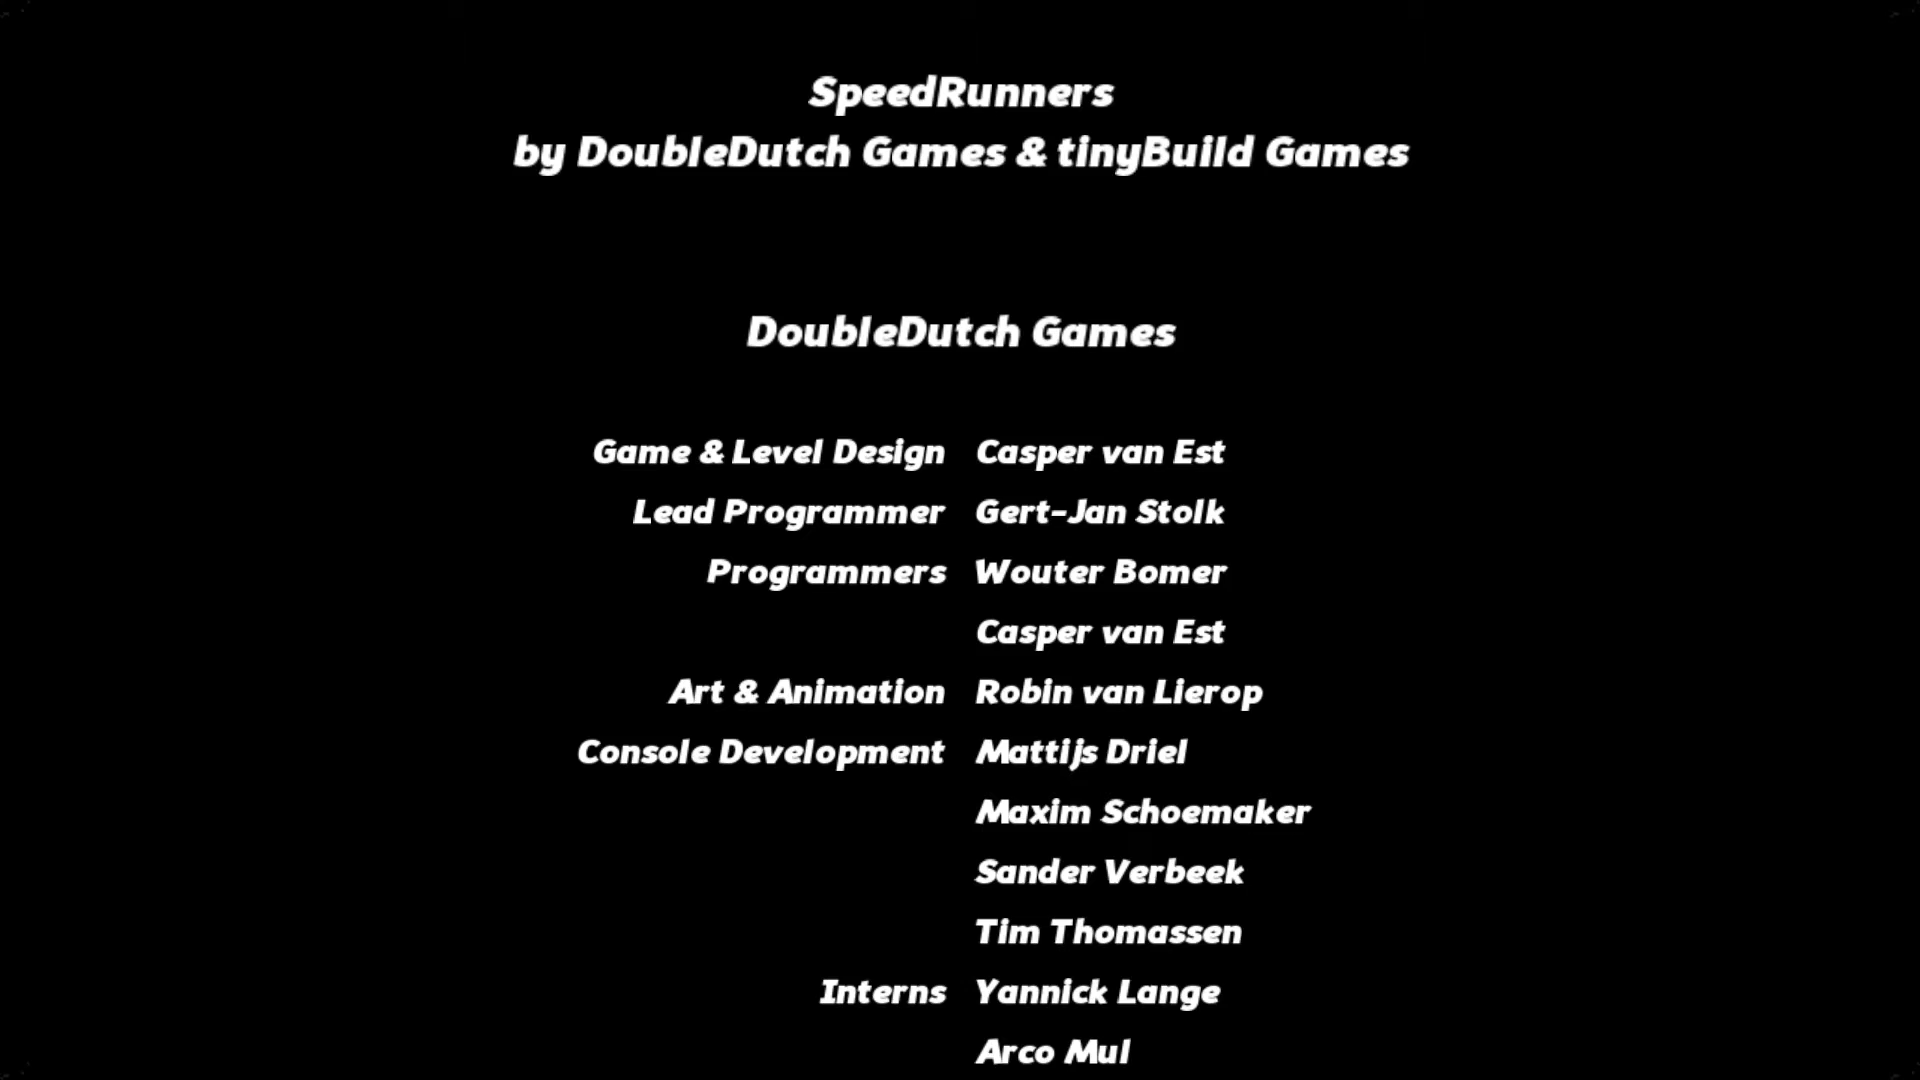 SpeedRunners
by DoubleDutch Games & tinyBuild Games
DoubleDutch Games
Game & Level Design Casper van Est
Lead Programmer Gert-Jan Stolk
Programmers Wouter Bomer
Casper van Est
Art & Animation Robin van Lierop
Console Development Mattijs Driel
Maxim Schoemaker
Sander Verbeek
Tim Thomassen
Interns Yannick Lange
Arco Mul